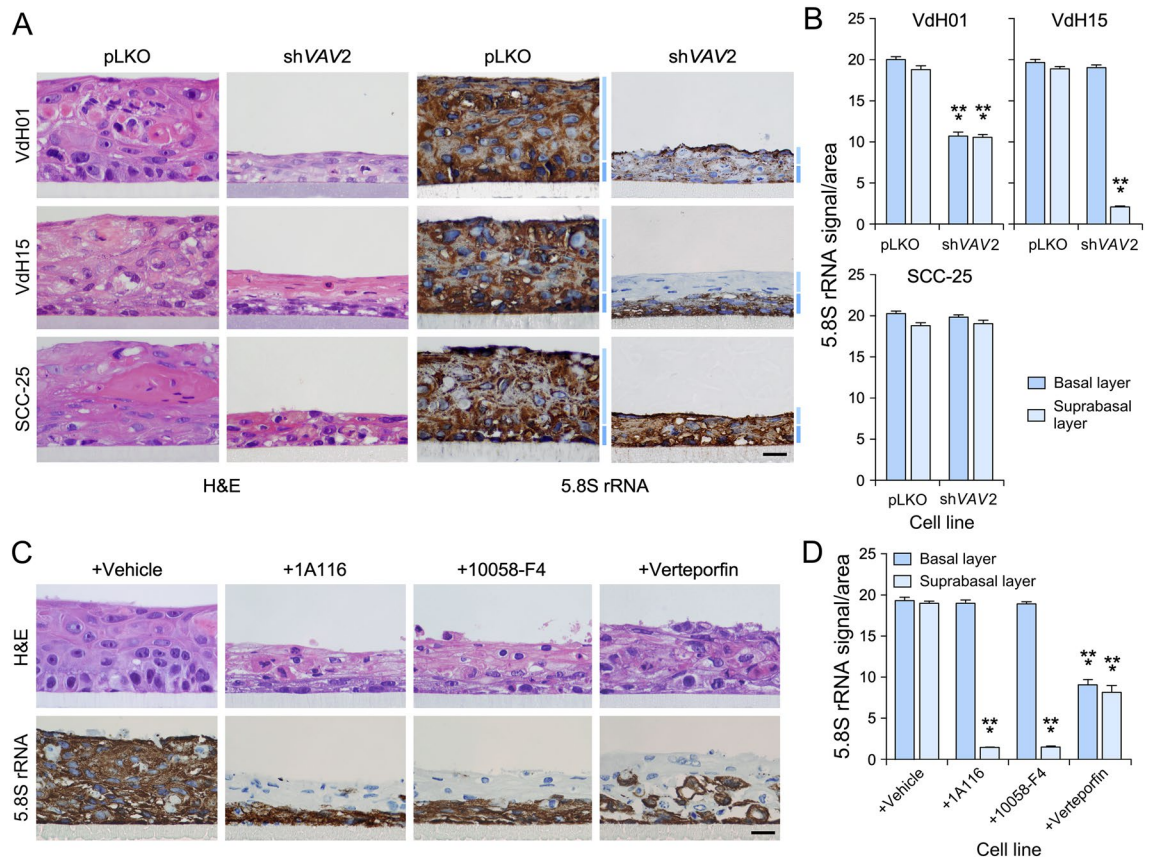 A
pLKO
shVAV2
pLKO
shVAV2
VdH01
VdH15
SCC-25
H&E
5.8S rRNA
B
VdH01
VdH15
5.8S rRNA signal/area
25
20
15
10
5
0
***
***
***
pLKO
shVAV2
pLKO
shVAV2
SCC-25
25
20
15
10
5
0
pLKO
shVAV2
Cell line
Basal layer
Suprabasal
layer
C
+Vehicle
+1A116
+10058-F4
+Verteporfin
H&E
5.8S rRNA
D
Basal layer
Suprabasal layer
5.8S rRNA signal/area
25
20
15
10
5
0
***
***
***
***
+Vehicle
+1A116
+10058-F4
+Verteporfin
Cell line